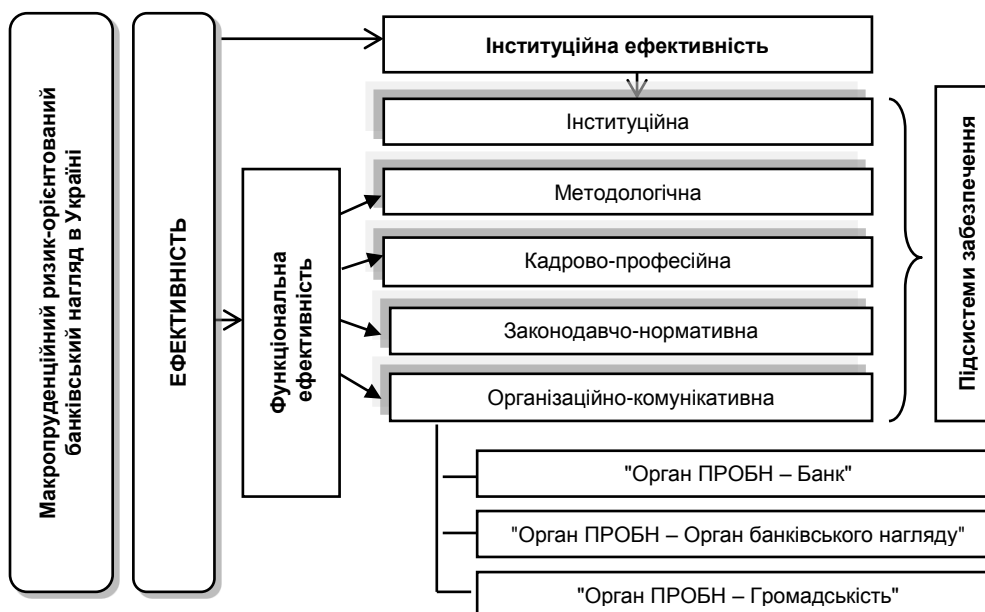 Макропруденційний ризик-орієнтований
банківський нагляд в Україні
ЕФЕКТИВНІСТЬ
Функціональна
ефективність
Інституційна ефективність
Інституційна
Методологічна
Кадрово-професійна
Законодавчо-нормативна
Організаційно-комунікативна
Підсистеми забезпечення
"Орган ПРОБН – Банк"
"Орган ПРОБН – Орган банківського нагляду"
"Орган ПРОБН – Громадськість"